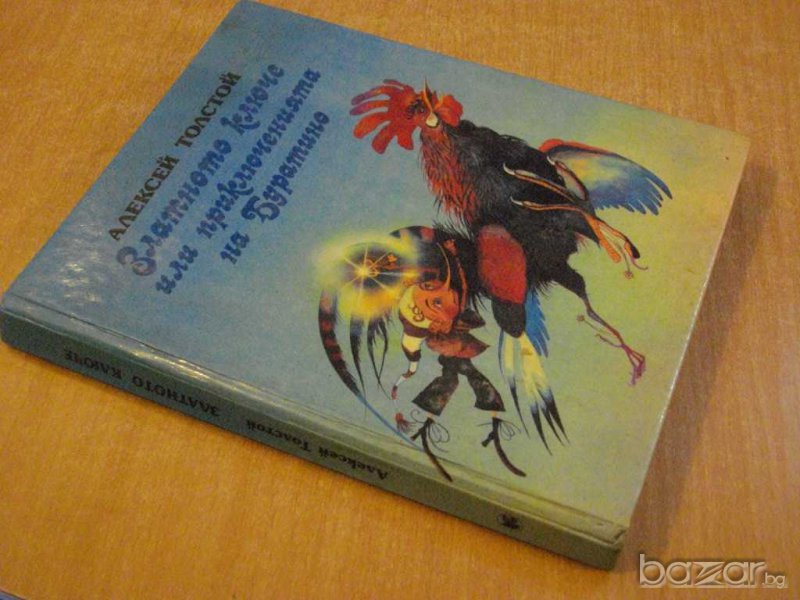 АЛЕКСЕЙ ТОЛСТОЙ
Златното ключе
или приключенията
на Буратино
Алексей Толстой ЗЛАТНОТО КЛЮЧЕ
bazar.bg